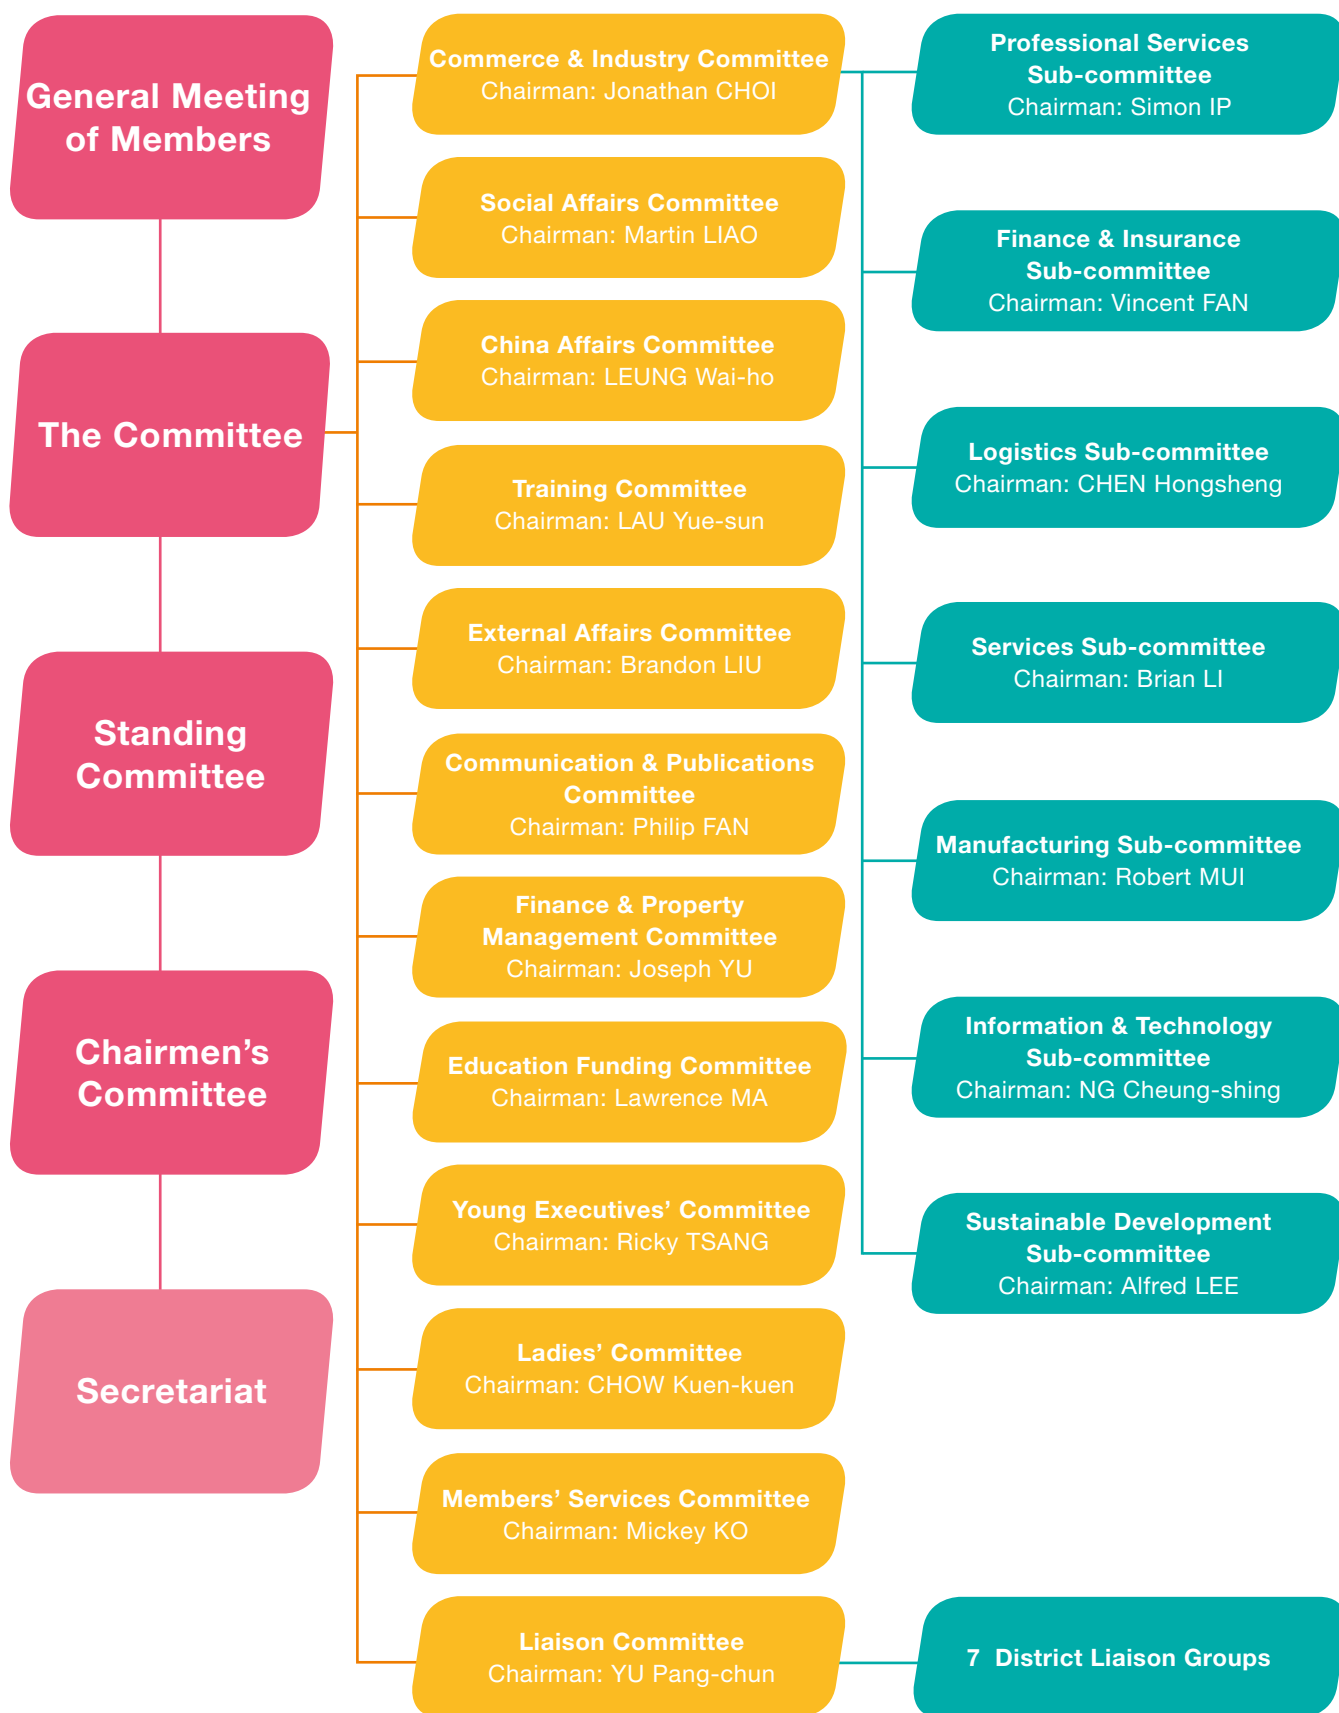 General Meeting
of Members
The Committee
Standing
Committee
Chairmen’s
Committee
Secretariat
Commerce & Industry Committee
Chairman: Jonathan CHOI
Social Affairs Committee
Chairman: Martin LIAO
China Affairs Committee
Chairman: LEUNG Wai-ho
Training Committee
Chairman: LAU Yue-sun
External Affairs Committee
Chairman: Brandon LIU
Communication & Publications
Committee
Chairman: Philip FAN
Finance & Property
Management Committee
Chairman: Joseph YU
Education Funding Committee
Chairman: Lawrence MA
Young Executives’ Committee
Chairman: Ricky TSANG
Ladies’ Committee
Chairman: CHOW Kuen-kuen
Members’ Services Committee
Chairman: Mickey KO
Liaison Committee
Chairman: YU Pang-chun
Professional Services
Sub-committee
Chairman: Simon IP
Finance & Insurance
Sub-committee
Chairman: Vincent FAN
Logistics Sub-committee
Chairman: CHEN Hongsheng
Services Sub-committee
Chairman: Brian LI
Manufacturing Sub-committee
Chairman: Robert MUI
Information & Technology
Sub-committee
Chairman: NG Cheung-shing
Sustainable Development
Sub-committee
Chairman: Alfred LEE
7 District Liaison Groups